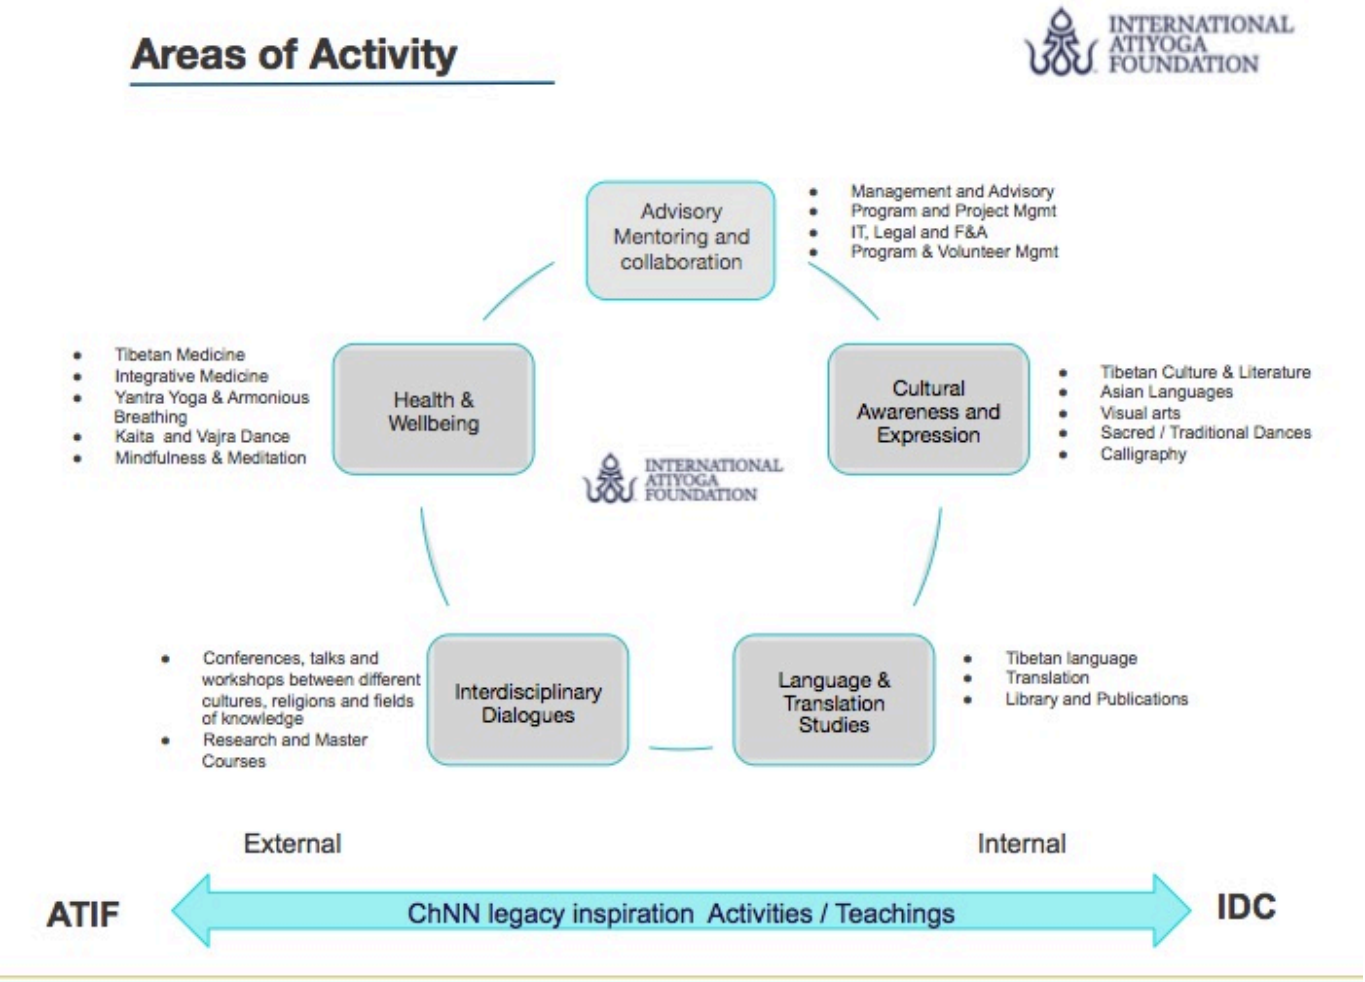 Areas of Activity
INTERNATIONAL
ATIYOGA
FOUNDATION
Advisory
Mentoring and
collaboration
● Management and Advisory
● Program and Project Mgmt
● IT, Legal and F&A
● Program & Volunteer Mgmt
● Tibetan Medicine
● Integrative Medicine
● Yantra Yoga & Armonious
Breathing
● Kaita and Vajra Dance
● Mindfulness & Meditation
Health &
Wellbeing
Cultural
Awareness and
Expression
● Tibetan Culture & Literature
● Asian Languages
● Visual arts
● Sacred / Traditional Dances
● Calligraphy
INTERNATIONAL
ATIYOGA
FOUNDATION
● Conferences, talks and
workshops between different
cultures, religions and fields
of knowledge
● Research and Master
Courses
Interdisciplinary
Dialogues
Language &
Translation
Studies
● Tibetan language
● Translation
● Library and Publications
External
Internal
ATIF
ChNN legacy inspiration Activities / Teachings
IDC